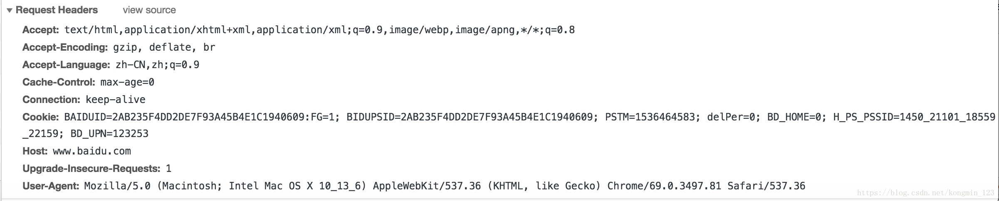 Request Headers view source
Accept: text/html,application/xhtml+xml,application/xml;q=0.9,image/webp,image/apng,*/*;q=0.8
Accept-Encoding: gzip, deflate, br
Accept-Language: zh-CN,zh;q=0.9
Cache-Control: max-age=0
Connection: keep-alive
Cookie: BAIDUID=2AB235F4DD2DE7F93A45B4E1C1940609:FG=1; BIDUPSID=2AB235F4DD2DE7F93A45B4E1C1940609; PSTM=1536464583; delPer=0; BD_HOME=0; H_PS_PSSID=1450_21101_18559
_22159; BD_UPN=123253
Host: www.baidu.com
Upgrade-Insecure-Requests: 1
User-Agent: Mozilla/5.0 (Macintosh; Intel Mac OS X 10_13_6) AppleWebKit/537.36 (KHTML, like Gecko) Chrome/69.0.3497.81 Safari/537.36
https://blog.csdn.net/kongmin_123